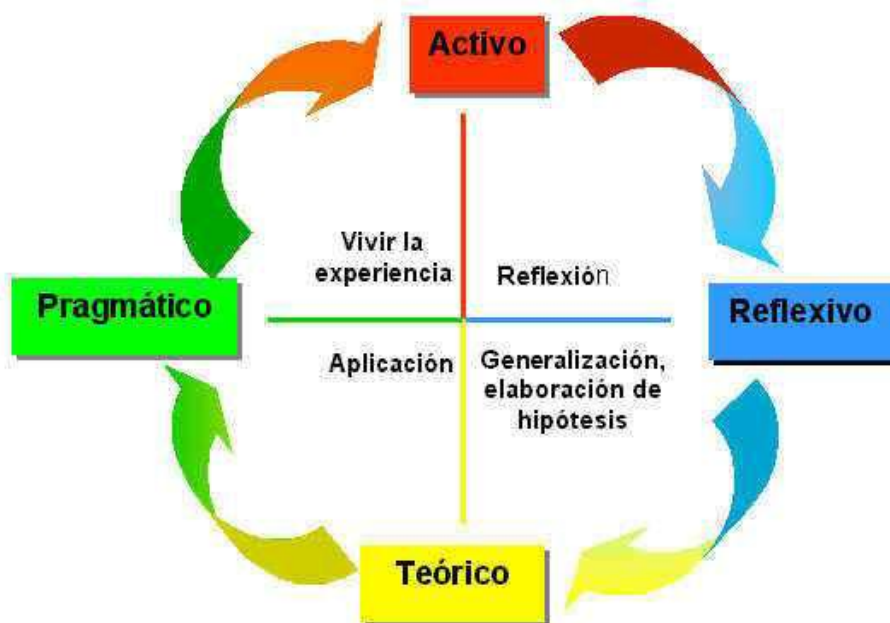 Activo
Vivir la
experiencia
Reflexión
Pragmático
Reflexivo
Aplicación
Generalización,
elaboración de
hipótesis
Teórico